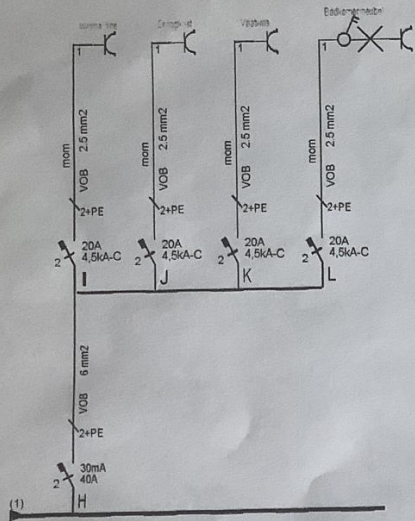 1
1
1
1
mom VOB 2.5 mm2
mom VOB 2.5 mm2
mom VOB 2.5 mm2
mom VOB 2.5 mm2
2+PE
2+PE
2+PE
2+PE
2 20A 4,5kA-C I
2 20A 4,5kA-C J
2 20A 4,5kA-C K
2 20A 4,5kA-C L
VOB 6 mm2
2+PE
2 30mA 40A H
(1)